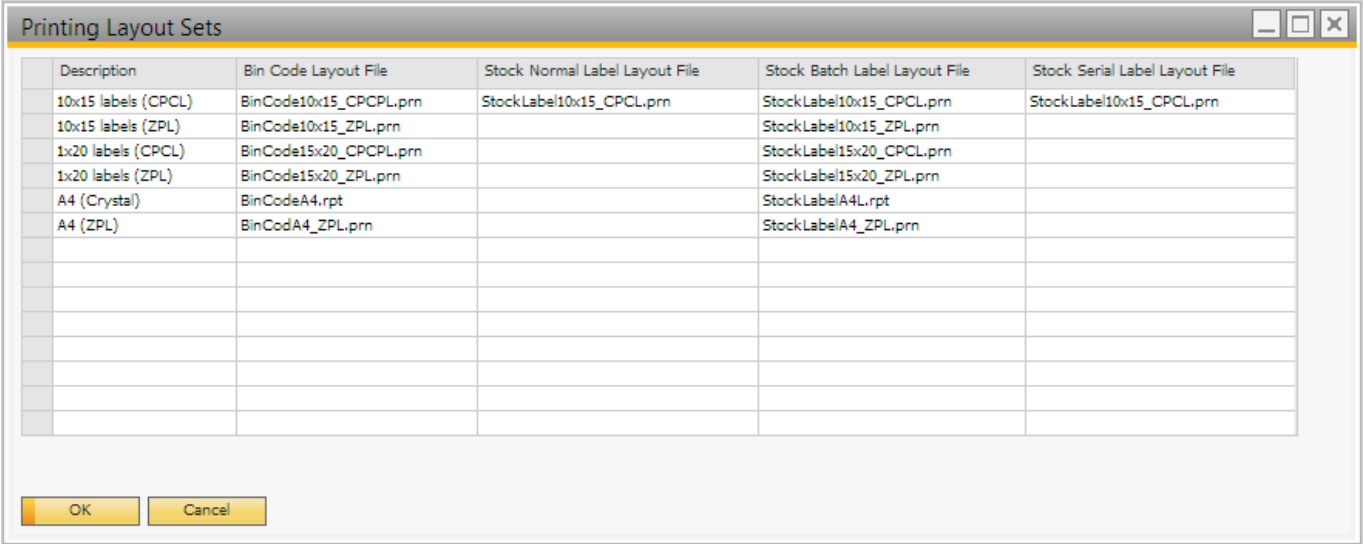 Printing Layout Sets
Description Bin Code Layout File Stock Normal Label Layout File Stock Batch Label Layout File Stock Serial Label Layout File
10x15 labels (CPCL) BinCode10x15_CPCPL.prn StockLabel10x15_CPCL.prn StockLabel10x15_CPCL.prn StockLabel10x15_CPCL.prn
10x15 labels (ZPL) BinCode10x15_ZPL.prn StockLabel10x15_ZPL.prn
1x20 labels (CPCL) BinCode15x20_CPCPL.prn StockLabel15x20_CPCL.prn
1x20 labels (ZPL) BinCode15x20_ZPL.prn StockLabel15x20_ZPL.prn
A4 (Crystal) BinCodeA4.rpt StockLabelA4L.rpt
A4 (ZPL) BinCodA4_ZPL.prn StockLabelA4_ZPL.prn
OK Cancel